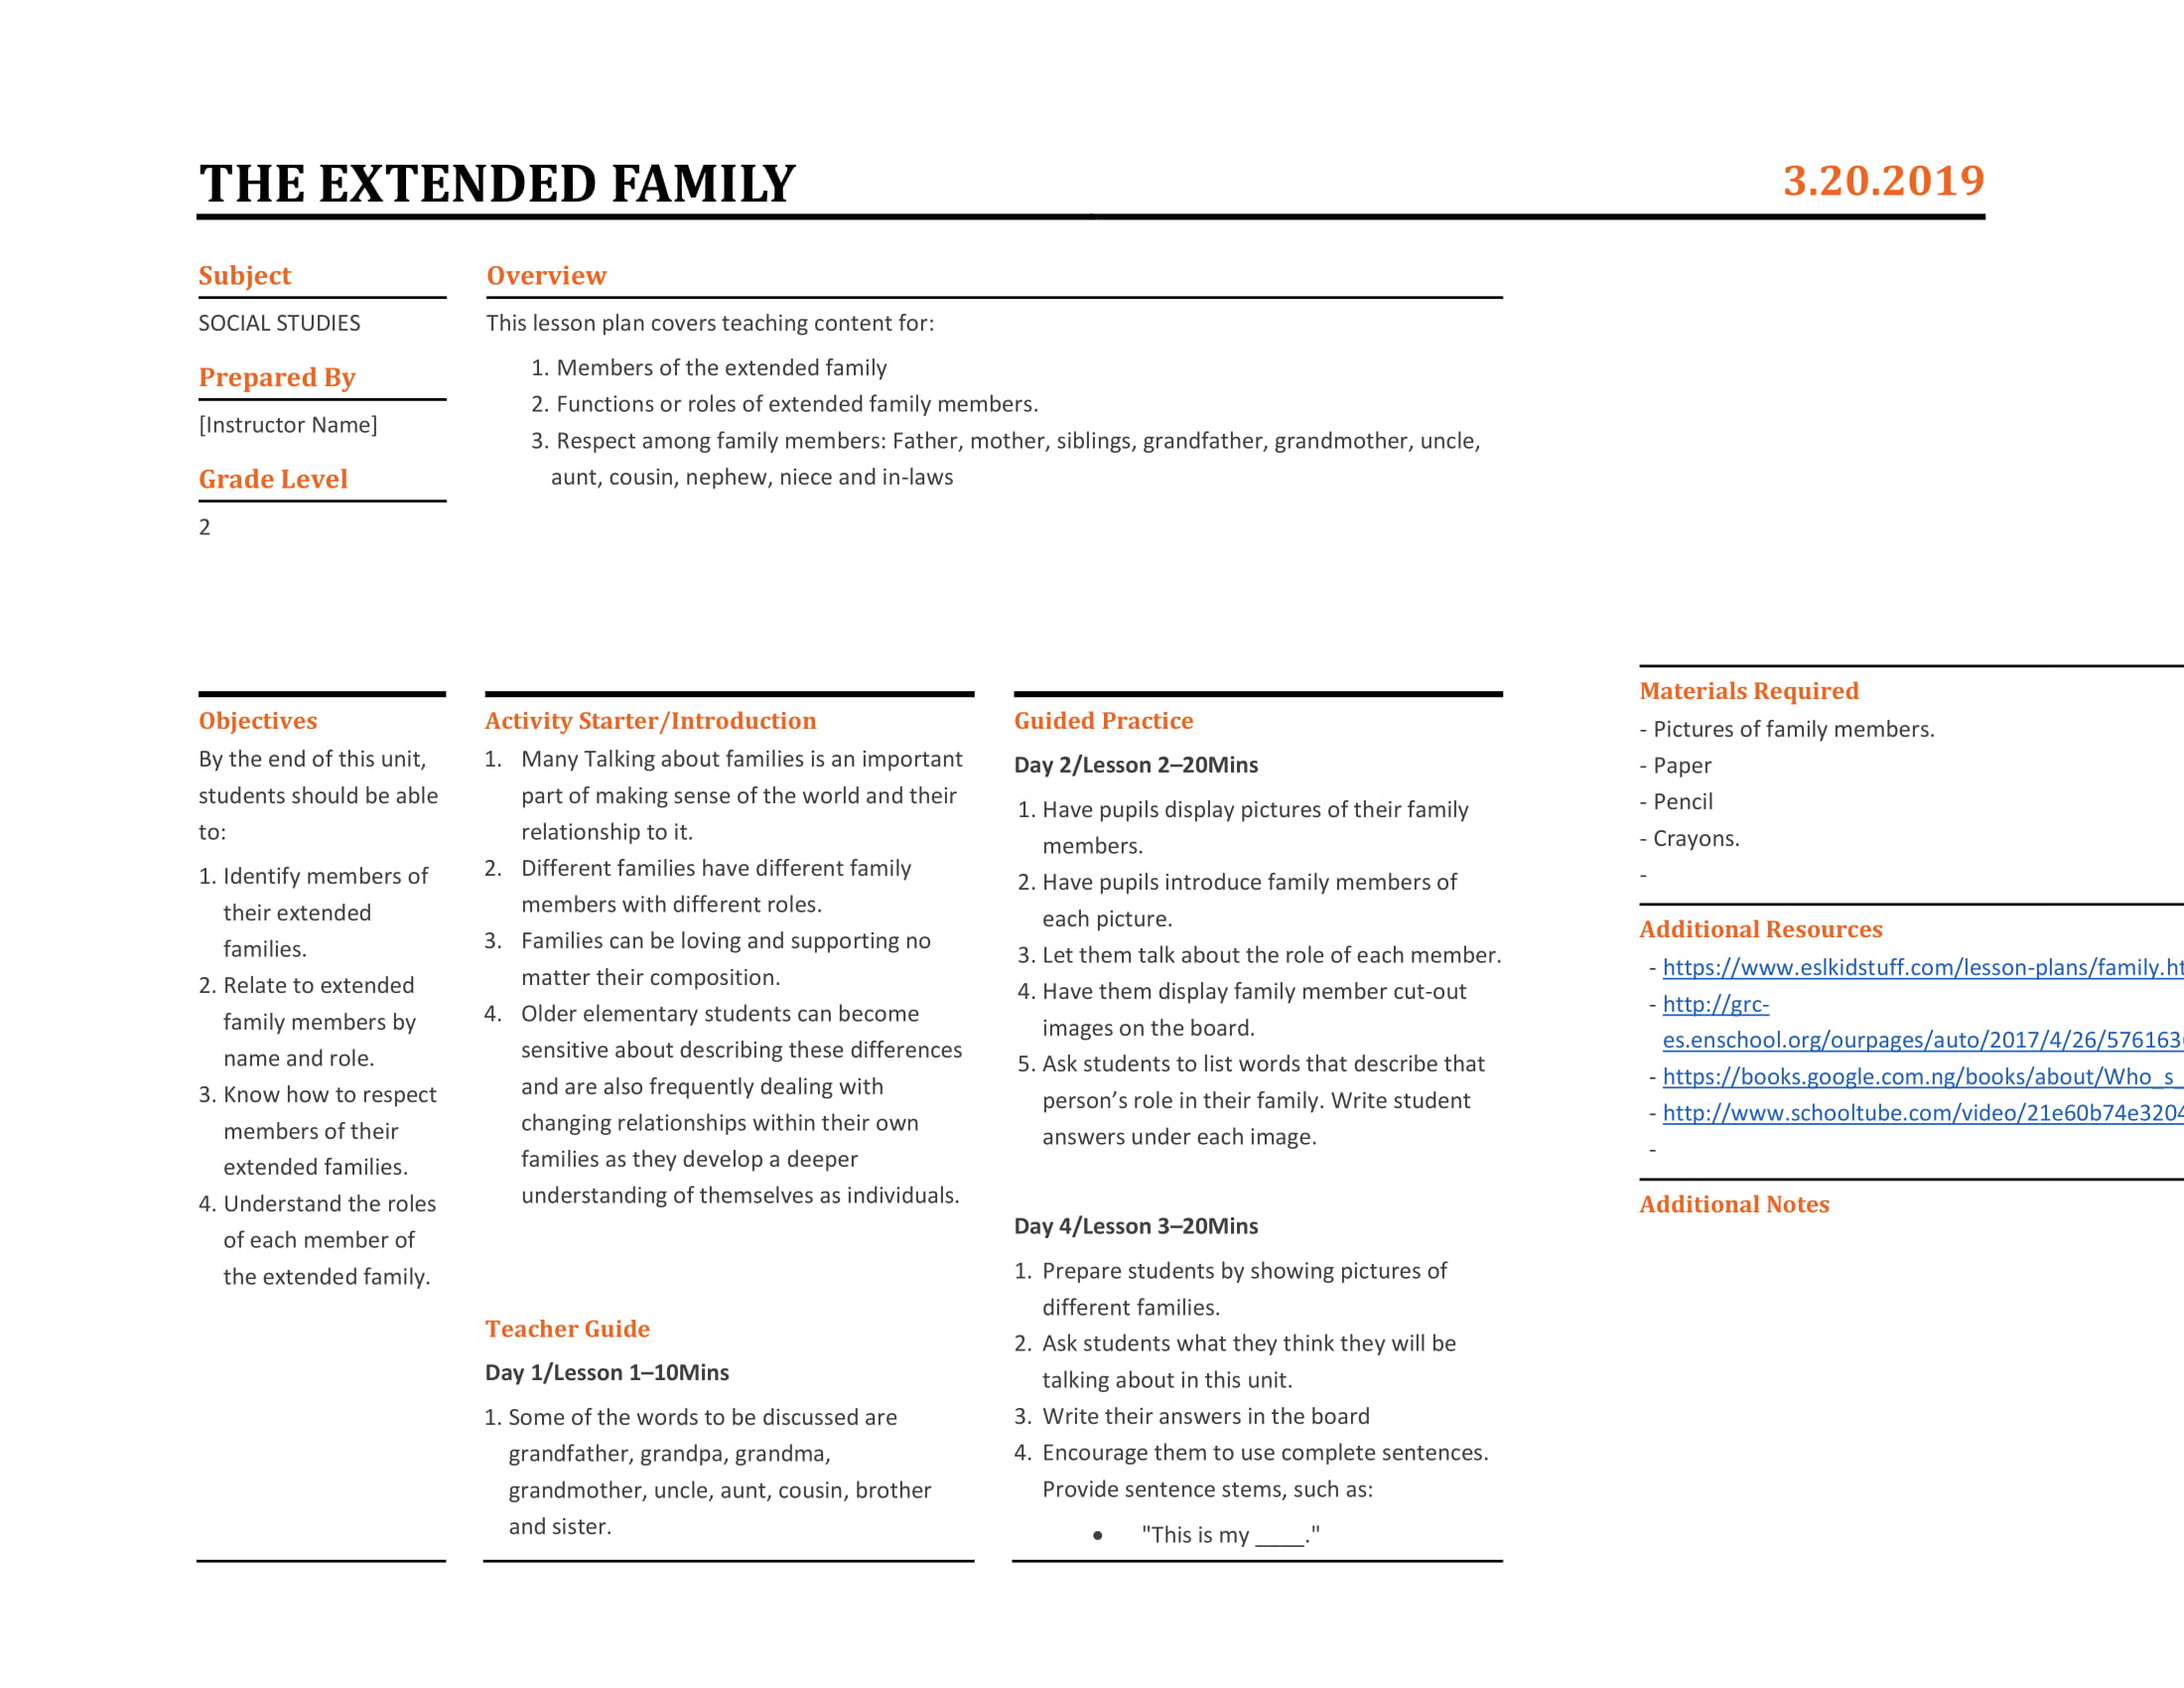 THE EXTENDED FAMILY
3.20.2019
Subject
SOCIAL STUDIES
Prepared By
[Instructor Name]
Grade Level
2
Overview
This lesson plan covers teaching content for:
1. Members of the extended family
2. Functions or roles of extended family members.
3. Respect among family members: Father, mother, siblings, grandfather, grandmother, uncle,
aunt, cousin, nephew, niece and in-laws
Objectives
By the end of this unit,
students should be able
to:
1. Identify members of
their extended
families.
2. Relate to extended
family members by
name and role.
3. Know how to respect
members of their
extended families.
4. Understand the roles
of each member of
the extended family.
Activity Starter/Introduction
1. Many Talking about families is an important
part of making sense of the world and their
relationship to it.
2. Different families have different family
members with different roles.
3. Families can be loving and supporting no
matter their composition.
4. Older elementary students can become
sensitive about describing these differences
and are also frequently dealing with
changing relationships within their own
families as they develop a deeper
understanding of themselves as individuals.
Teacher Guide
Day 1/Lesson 1–10Mins
1. Some of the words to be discussed are
grandfather, grandpa, grandma,
grandmother, uncle, aunt, cousin, brother
and sister.
Guided Practice
Day 2/Lesson 2–20Mins
1. Have pupils display pictures of their family
members.
2. Have pupils introduce family members of
each picture.
3. Let them talk about the role of each member.
4. Have them display family member cut-out
images on the board.
5. Ask students to list words that describe that
person’s role in their family. Write student
answers under each image.
Day 4/Lesson 3–20Mins
1. Prepare students by showing pictures of
different families.
2. Ask students what they think they will be
talking about in this unit.
3. Write their answers in the board
4. Encourage them to use complete sentences.
Provide sentence stems, such as:
• "This is my ____."
Materials Required
- Pictures of family members.
- Paper
- Pencil
- Crayons.
-
Additional Resources
- https://www.eslkidstuff.com/lesson-plans/family.ht
- http://grc-
es.enschool.org/ourpages/auto/2017/4/26/576163
- https://books.google.com.ng/books/about/Who_s_
- http://www.schooltube.com/video/21e60b74e3204
-
Additional Notes